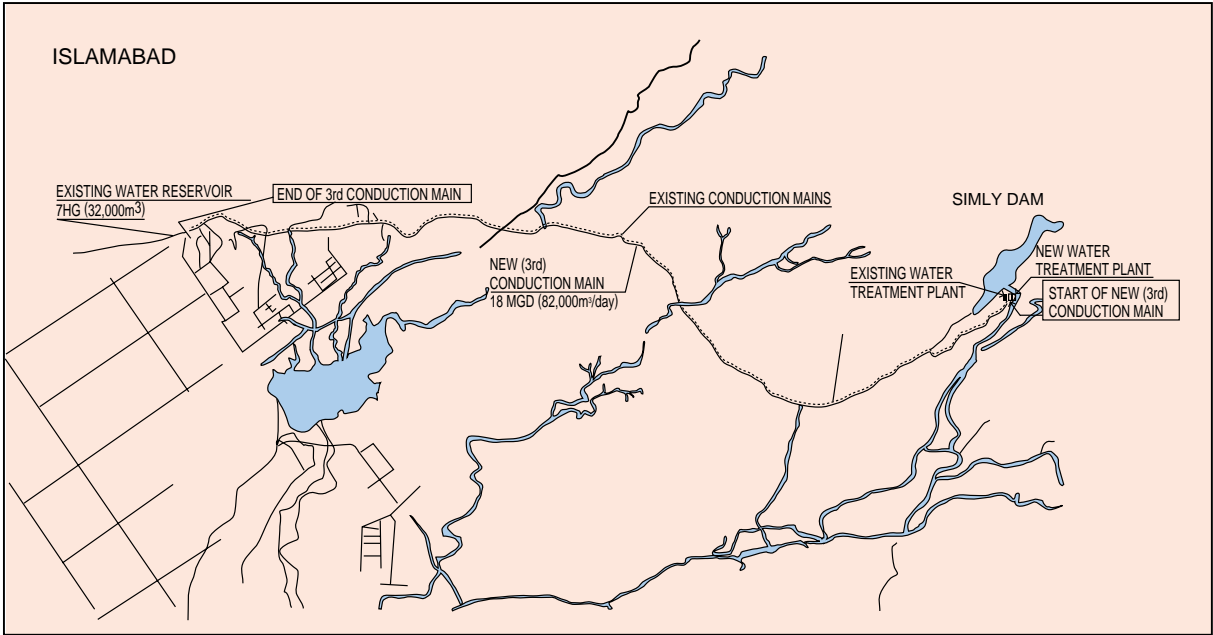 ISLAMABAD
EXISTING WATER RESERVOIR
7HG (32,000m³)
END OF 3rd CONDUCTION MAIN
EXISTING CONDUCTION MAINS
NEW (3rd)
CONDUCTION MAIN
18 MGD (82,000m³/day)
SIMLY DAM
EXISTING WATER
TREATMENT PLANT
NEW WATER
TREATMENT PLANT
START OF NEW (3rd)
CONDUCTION MAIN